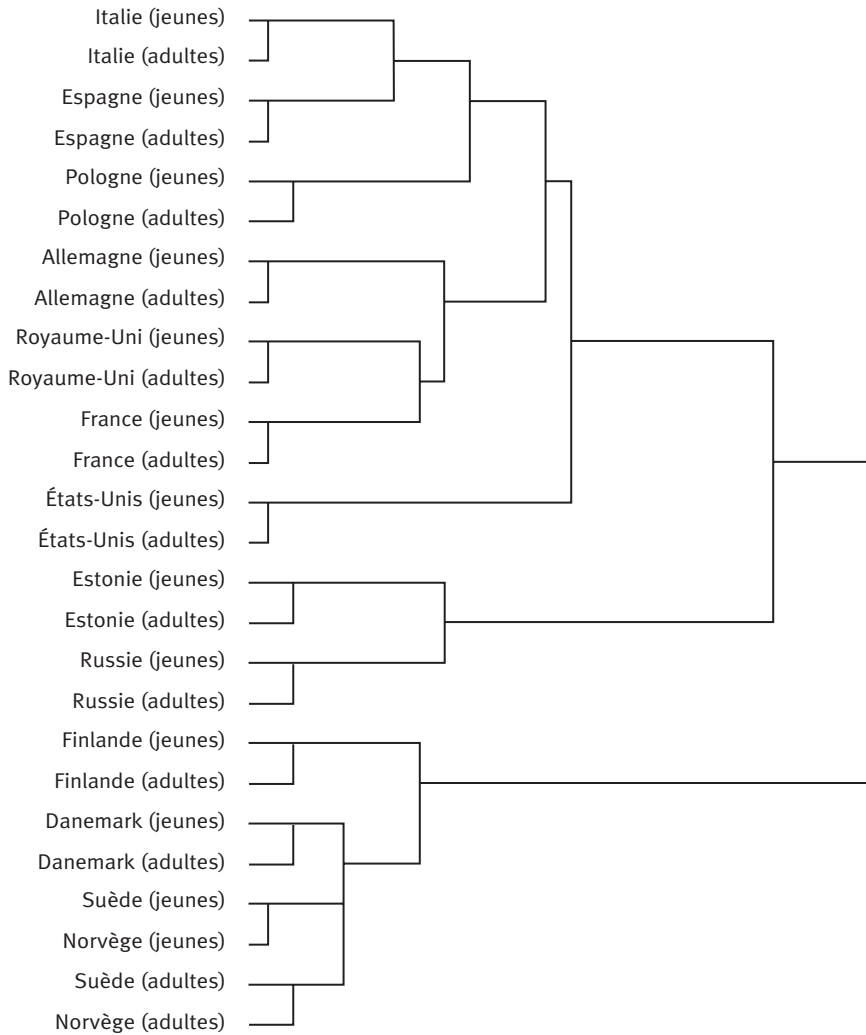 Italie (jeunes)
Italie (adultes)
Espagne (jeunes)
Espagne (adultes)
Pologne (jeunes)
Pologne (adultes)
Allemagne (jeunes)
Allemagne (adultes)
Royaume-Uni (jeunes)
Royaume-Uni (adultes)
France (jeunes)
France (adultes)
États-Unis (jeunes)
États-Unis (adultes)
Estonie (jeunes)
Estonie (adultes)
Russie (jeunes)
Russie (adultes)
Finlande (jeunes)
Finlande (adultes)
Danemark (jeunes)
Danemark (adultes)
Suède (jeunes)
Norvège (jeunes)
Suède (adultes)
Norvège (adultes)